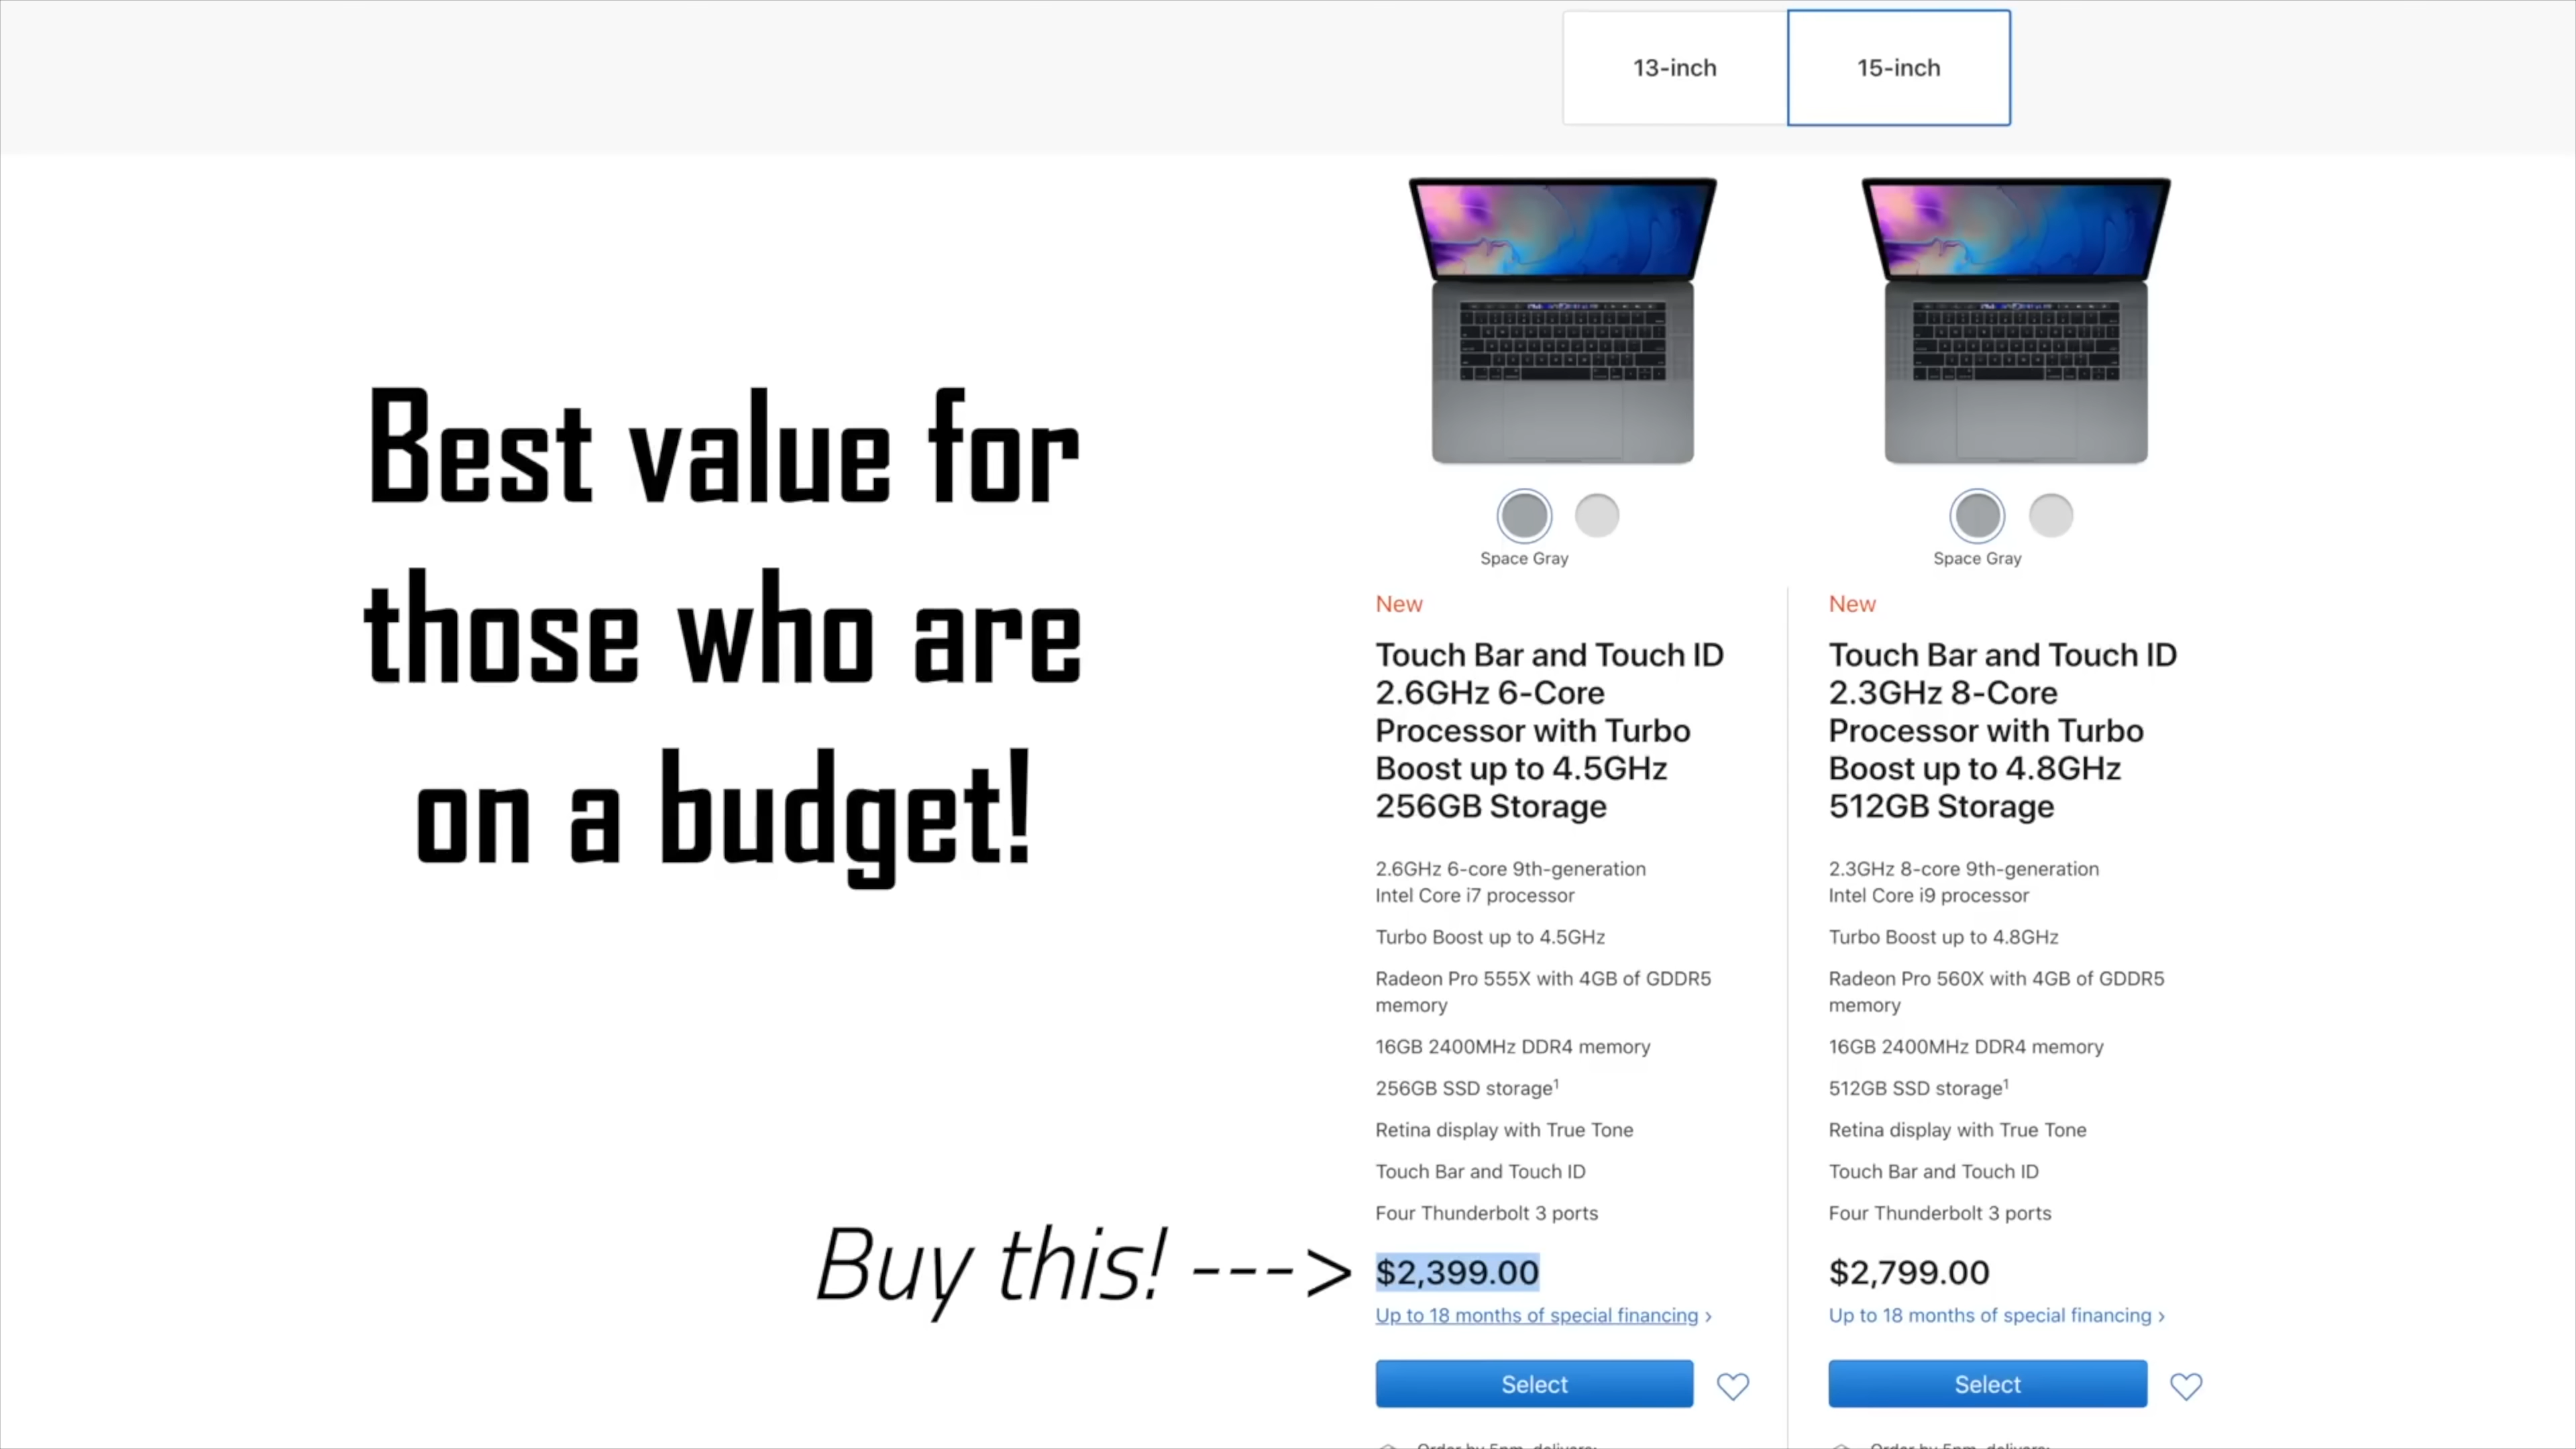 13-inch
15-inch
Best value for
those who are
on a budget!
Buy this! --->
Space Gray
New
Touch Bar and Touch ID
2.6GHz 6-Core
Processor with Turbo
Boost up to 4.5GHz
256GB Storage
2.6GHz 6-core 9th-generation
Intel Core i7 processor
Turbo Boost up to 4.5GHz
Radeon Pro 555X with 4GB of GDDR5
memory
16GB 2400MHz DDR4 memory
256GB SSD storage¹
Retina display with True Tone
Touch Bar and Touch ID
Four Thunderbolt 3 ports
$2,399.00
Up to 18 months of special financing ›
Select
Order by 5pm, delivers:
Space Gray
New
Touch Bar and Touch ID
2.3GHz 8-Core
Processor with Turbo
Boost up to 4.8GHz
512GB Storage
2.3GHz 8-core 9th-generation
Intel Core i9 processor
Turbo Boost up to 4.8GHz
Radeon Pro 560X with 4GB of GDDR5
memory
16GB 2400MHz DDR4 memory
512GB SSD storage¹
Retina display with True Tone
Touch Bar and Touch ID
Four Thunderbolt 3 ports
$2,799.00
Up to 18 months of special financing ›
Select
Order by 5pm, delivers: